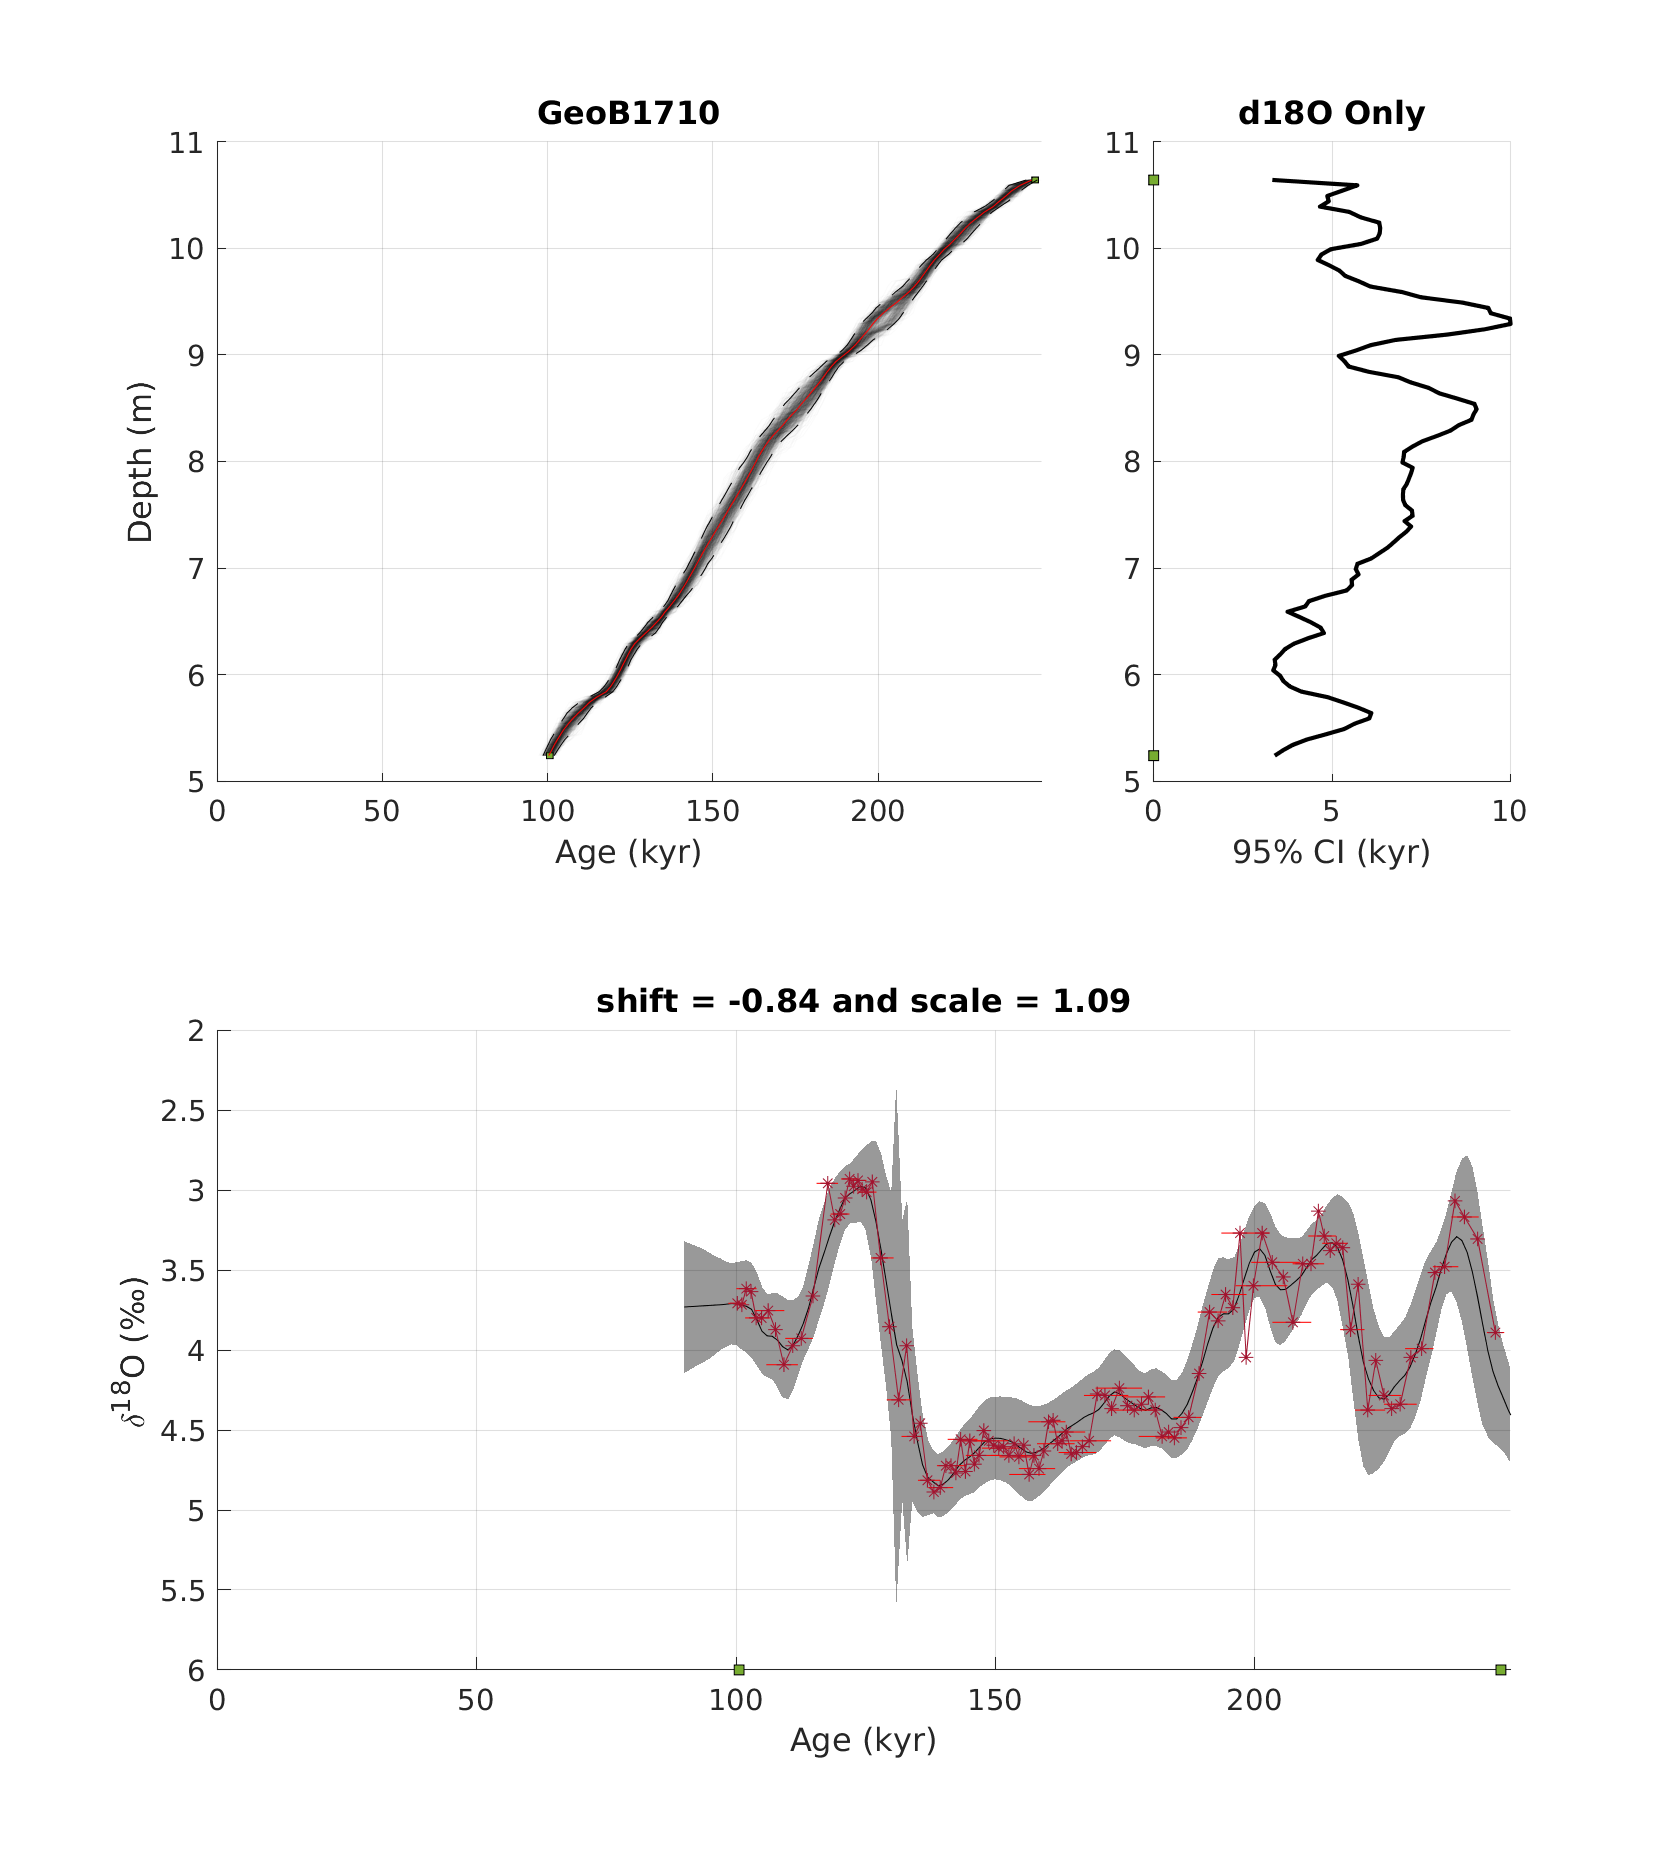 GeoB1710
d18O Only
11
10
9
8
7
6
5
Depth (m)
0 50 100 150 200
Age (kyr)
11
10
9
8
7
6
5
0 5 10
95% CI (kyr)
shift = -0.84 and scale = 1.09
2
2.5
3
3.5
4
4.5
5
5.5
6
δ18O (‰)
0 50 100 150 200
Age (kyr)